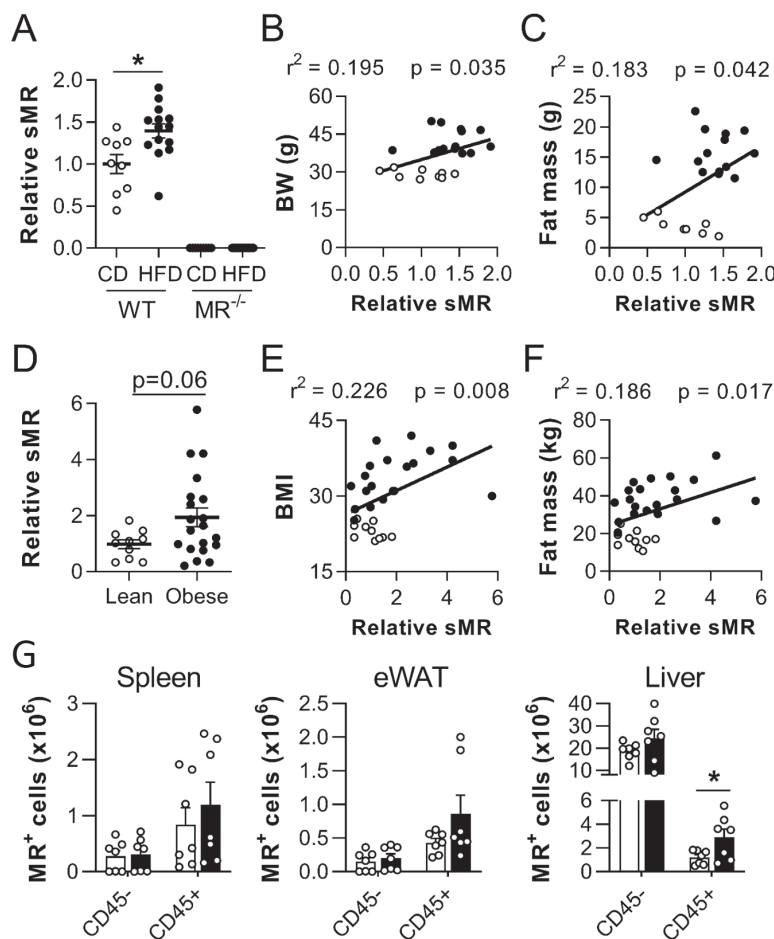 A
Relative sMR
2.0
1.5
1.0
0.5
0.0
*
CD HFD CD HFD
WT MR-/-
B
r² = 0.195 p = 0.035
BW (g)
60
45
30
15
0
0.0 0.5 1.0 1.5 2.0
Relative sMR
C
r² = 0.183 p = 0.042
Fat mass (g)
25
20
15
10
5
0
0.0 0.5 1.0 1.5 2.0
Relative sMR
D
p=0.06
Relative sMR
6
4
2
0
Lean Obese
E
r² = 0.226 p = 0.008
BMI
45
30
15
0 2 4 6
Relative sMR
F
r² = 0.186 p = 0.017
Fat mass (kg)
80
60
40
20
0
0 2 4 6
Relative sMR
G
Spleen
MR⁺ cells (x10⁶)
3
2
1
0
CD45- CD45+
eWAT
MR⁺ cells (x10⁶)
2.5
2.0
1.5
1.0
0.5
0.0
CD45- CD45+
Liver
MR⁺ cells (x10⁶)
40
30
20
10
6
4
2
0
*
CD45- CD45+